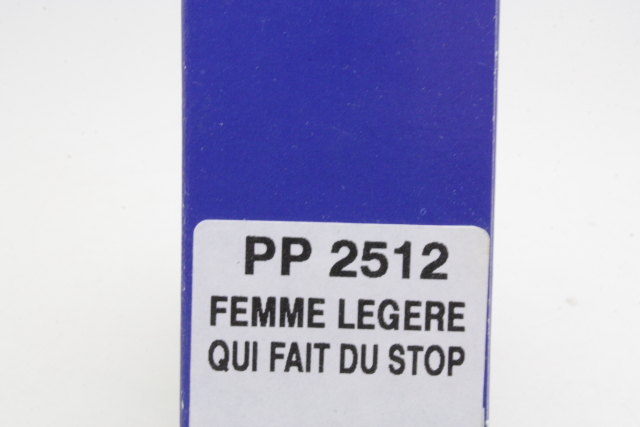 PP 2512
FEMME LEGERE
QUI FAIT DU STOP